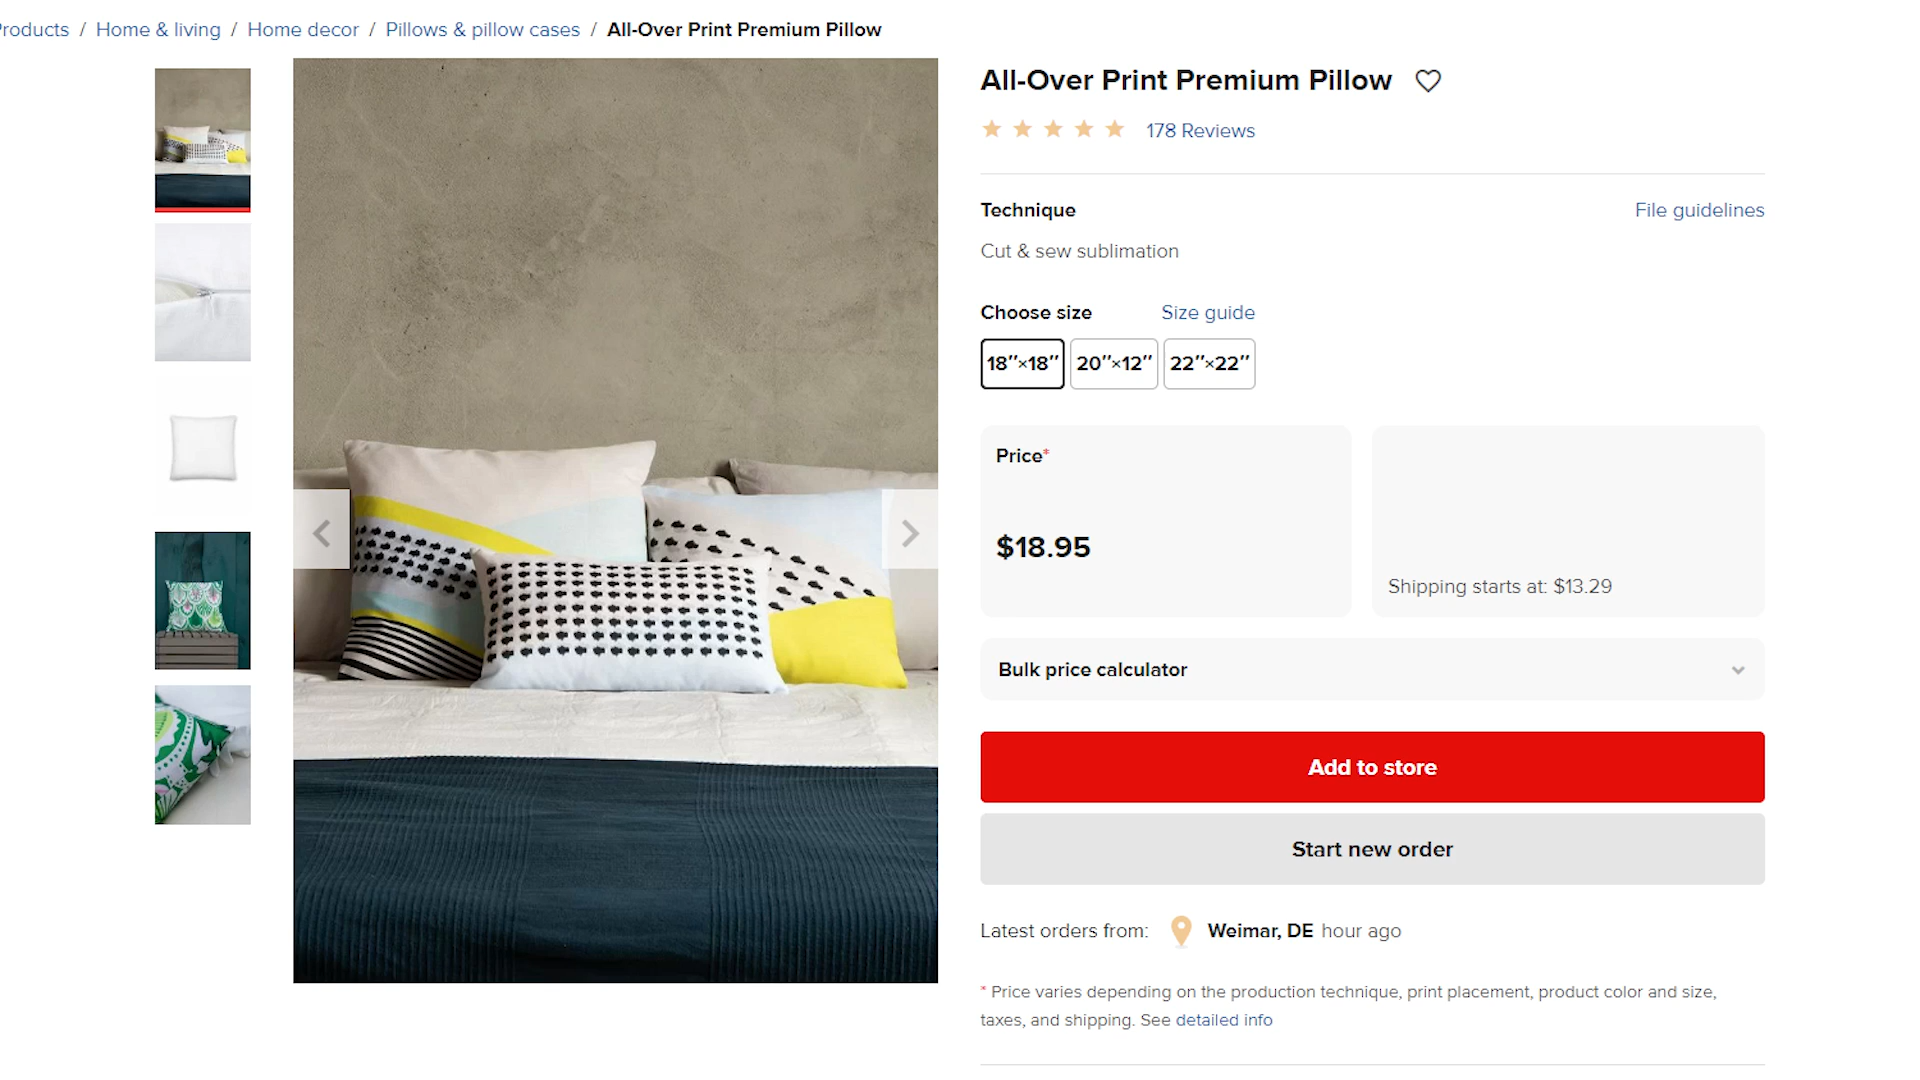 Products / Home & living / Home decor / Pillows & pillow cases / All-Over Print Premium Pillow
All-Over Print Premium Pillow
178 Reviews
Technique File guidelines
Cut & sew sublimation
Choose size Size guide
18″×18″ 20″×12″ 22″×22″
Price*
$18.95
Shipping starts at: $13.29
Bulk price calculator
Add to store
Start new order
Latest orders from: Weimar, DE hour ago
* Price varies depending on the production technique, print placement, product color and size,
taxes, and shipping. See detailed info